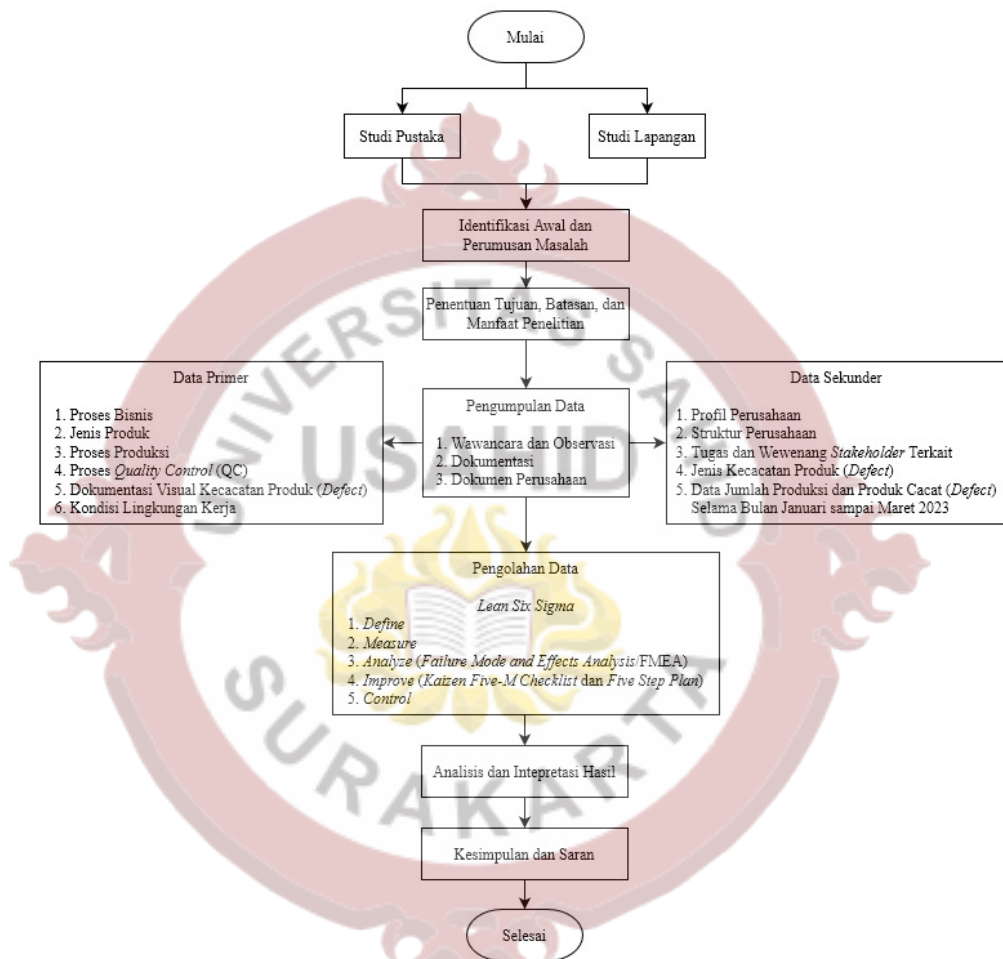 Mulai
Studi Pustaka
Studi Lapangan
Identifikasi Awal dan
Perumusan Masalah
Penentuan Tujuan, Batasan, dan
Manfaat Penelitian
Data Primer
1. Proses Bisnis
2. Jenis Produk
3. Proses Produksi
4. Proses Quality Control (QC)
5. Dokumentasi Visual Kecacatan Produk (Defect)
6. Kondisi Lingkungan Kerja
Pengumpulan Data
1. Wawancara dan Observasi
2. Dokumentasi
3. Dokumen Perusahaan
Data Sekunder
1. Profil Perusahaan
2. Struktur Perusahaan
3. Tugas dan Wewenang Stakeholder Terkait
4. Jenis Kecacatan Produk (Defect)
5. Data Jumlah Produksi dan Produk Cacat (Defect)
Selama Bulan Januari sampai Maret 2023
Pengolahan Data
Lean Six Sigma
1. Define
2. Measure
3. Analyze (Failure Mode and Effects Analysis/FMEA)
4. Improve (Kaizen Five-M Checklist dan Five Step Plan)
5. Control
Analisis dan Intepretasi Hasil
Kesimpulan dan Saran
Selesai
UNIVERSITAS SAHID
USAHID
SURAKARTA